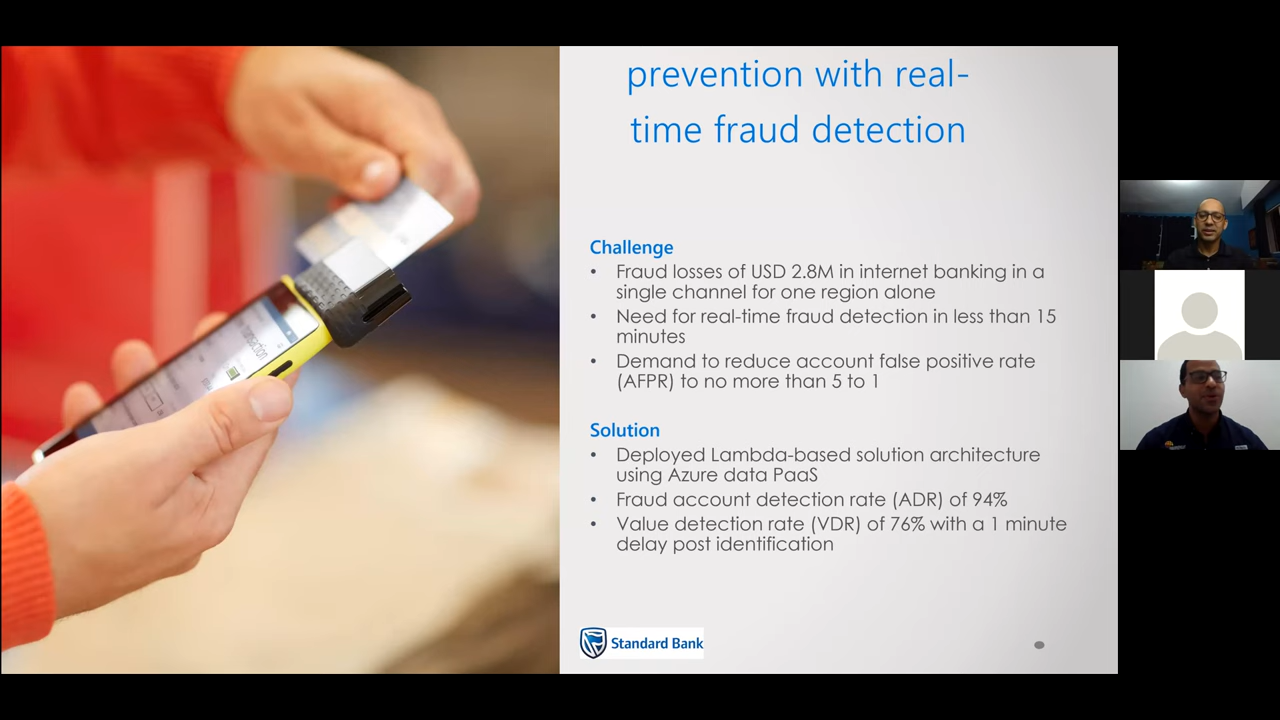 prevention with real-
time fraud detection
Challenge
• Fraud losses of USD 2.8M in internet banking in a
single channel for one region alone
• Need for real-time fraud detection in less than 15
minutes
• Demand to reduce account false positive rate
(AFPR) to no more than 5 to 1
Solution
• Deployed Lambda-based solution architecture
using Azure data PaaS
• Fraud account detection rate (ADR) of 94%
• Value detection rate (VDR) of 76% with a 1 minute
delay post identification
Standard Bank